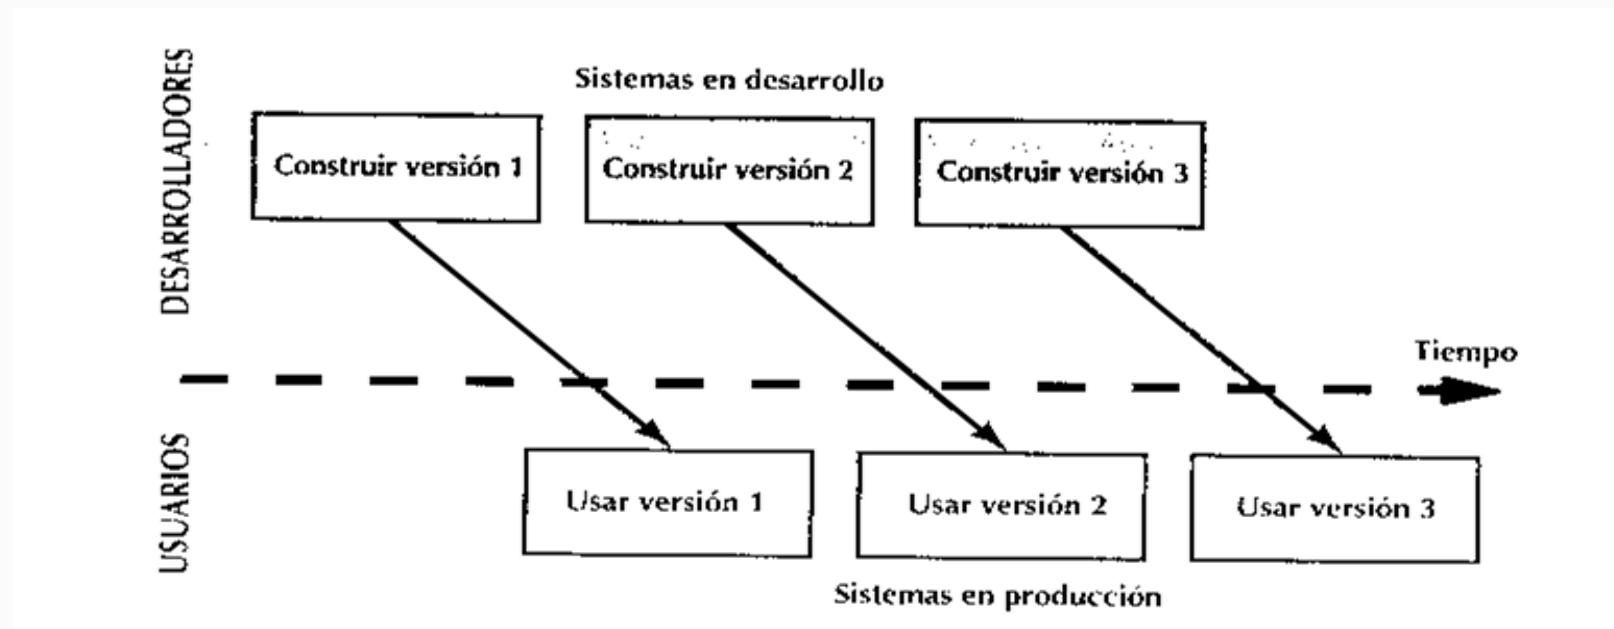 DESARROLLADORES
Sistemas en desarrollo
Construir versión 1
Construir versión 2
Construir versión 3
Tiempo
USUARIOS
Usar versión 1
Usar versión 2
Usar versión 3
Sistemas en producción